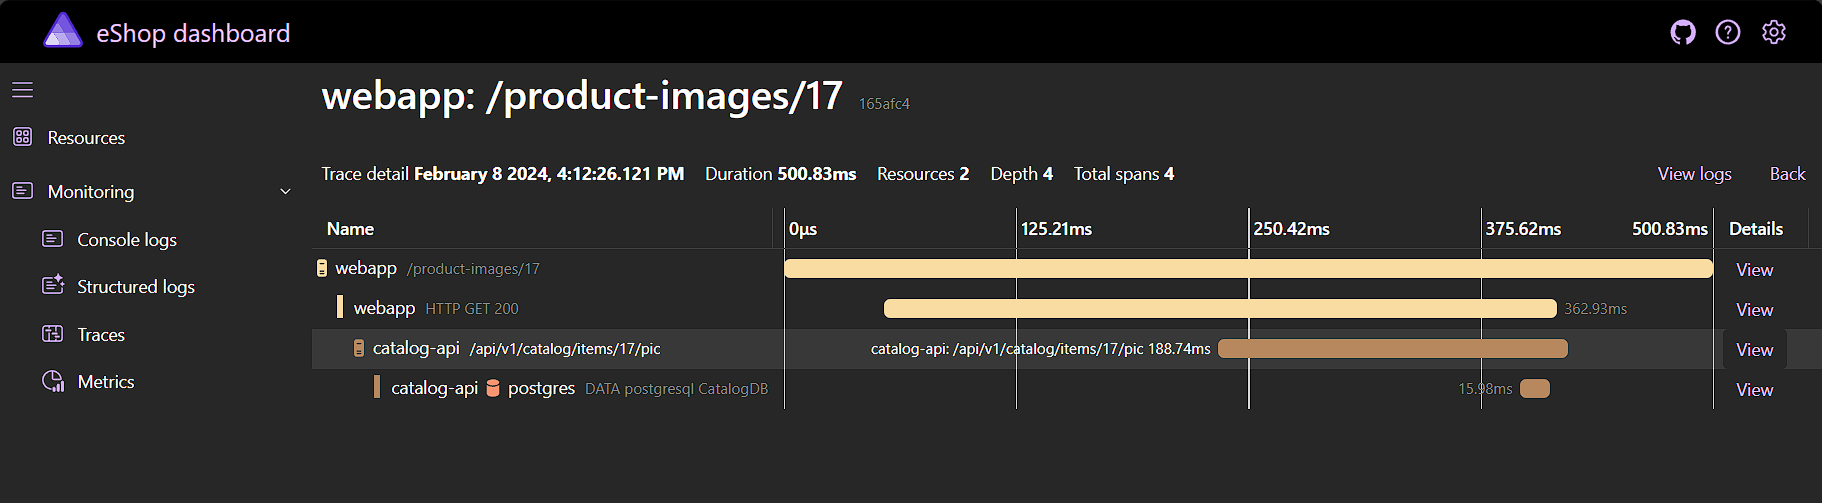 eShop dashboard
webapp: /product-images/17 165afc4
Resources
Monitoring
Console logs
Structured logs
Traces
Metrics
Trace detail February 8 2024, 4:12:26.121 PM Duration 500.83ms Resources 2 Depth 4 Total spans 4 View logs Back
Name 0μs 125.21ms 250.42ms 375.62ms 500.83ms Details
webapp /product-images/17 View
webapp HTTP GET 200 362.93ms View
catalog-api /api/v1/catalog/items/17/pic catalog-api: /api/v1/catalog/items/17/pic 188.74ms View
catalog-api postgres DATA postgresql CatalogDB 15.98ms View